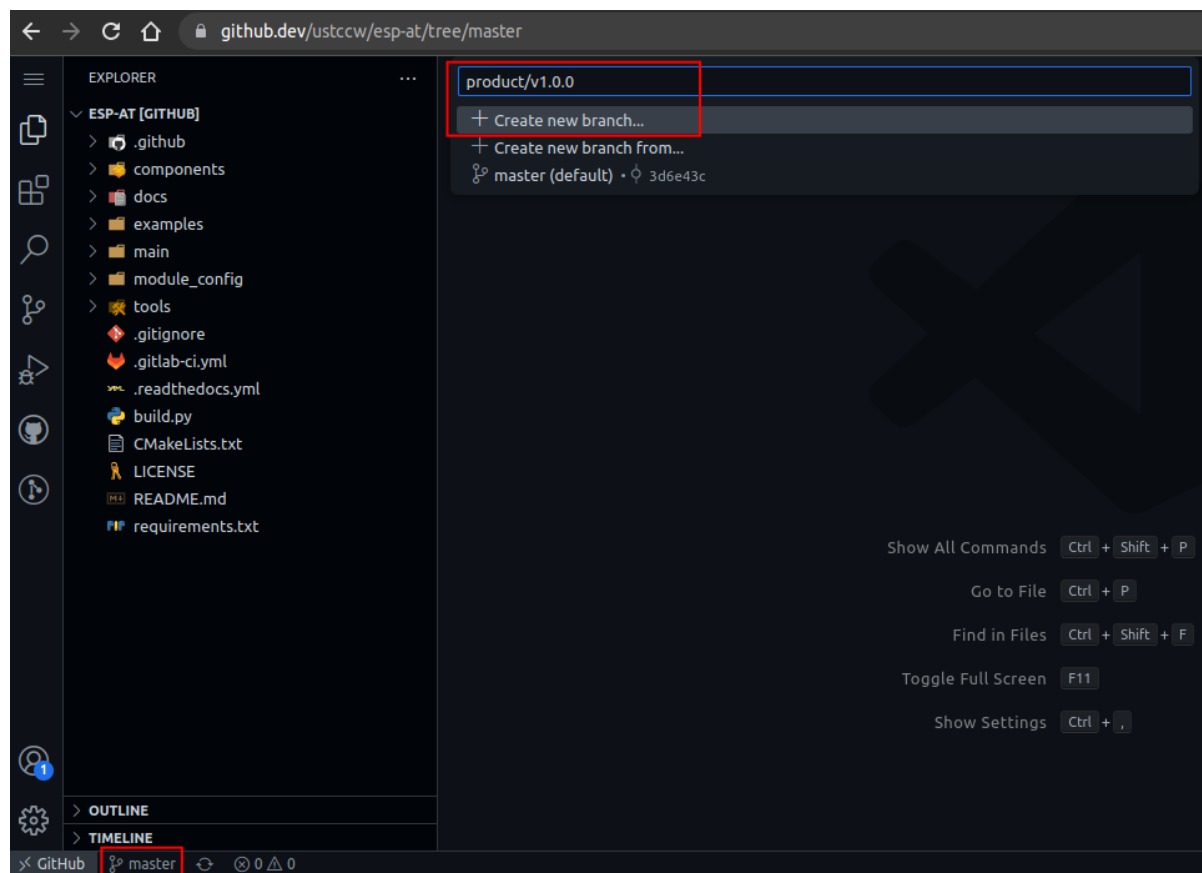 github.dev/ustccw/esp-at/tree/master
EXPLORER ...
product/v1.0.0
Create new branch...
Create new branch from...
master (default) • 3d6e43c
ESP-AT [GITHUB]
.github
components
docs
examples
main
module_config
tools
.gitignore
.gitlab-ci.yml
.readthedocs.yml
build.py
CMakeLists.txt
LICENSE
README.md
requirements.txt
Show All Commands Ctrl + Shift + P
Go to File Ctrl + P
Find in Files Ctrl + Shift + F
Toggle Full Screen F11
Show Settings Ctrl + ,
1
OUTLINE
TIMELINE
GitHub master 0 0